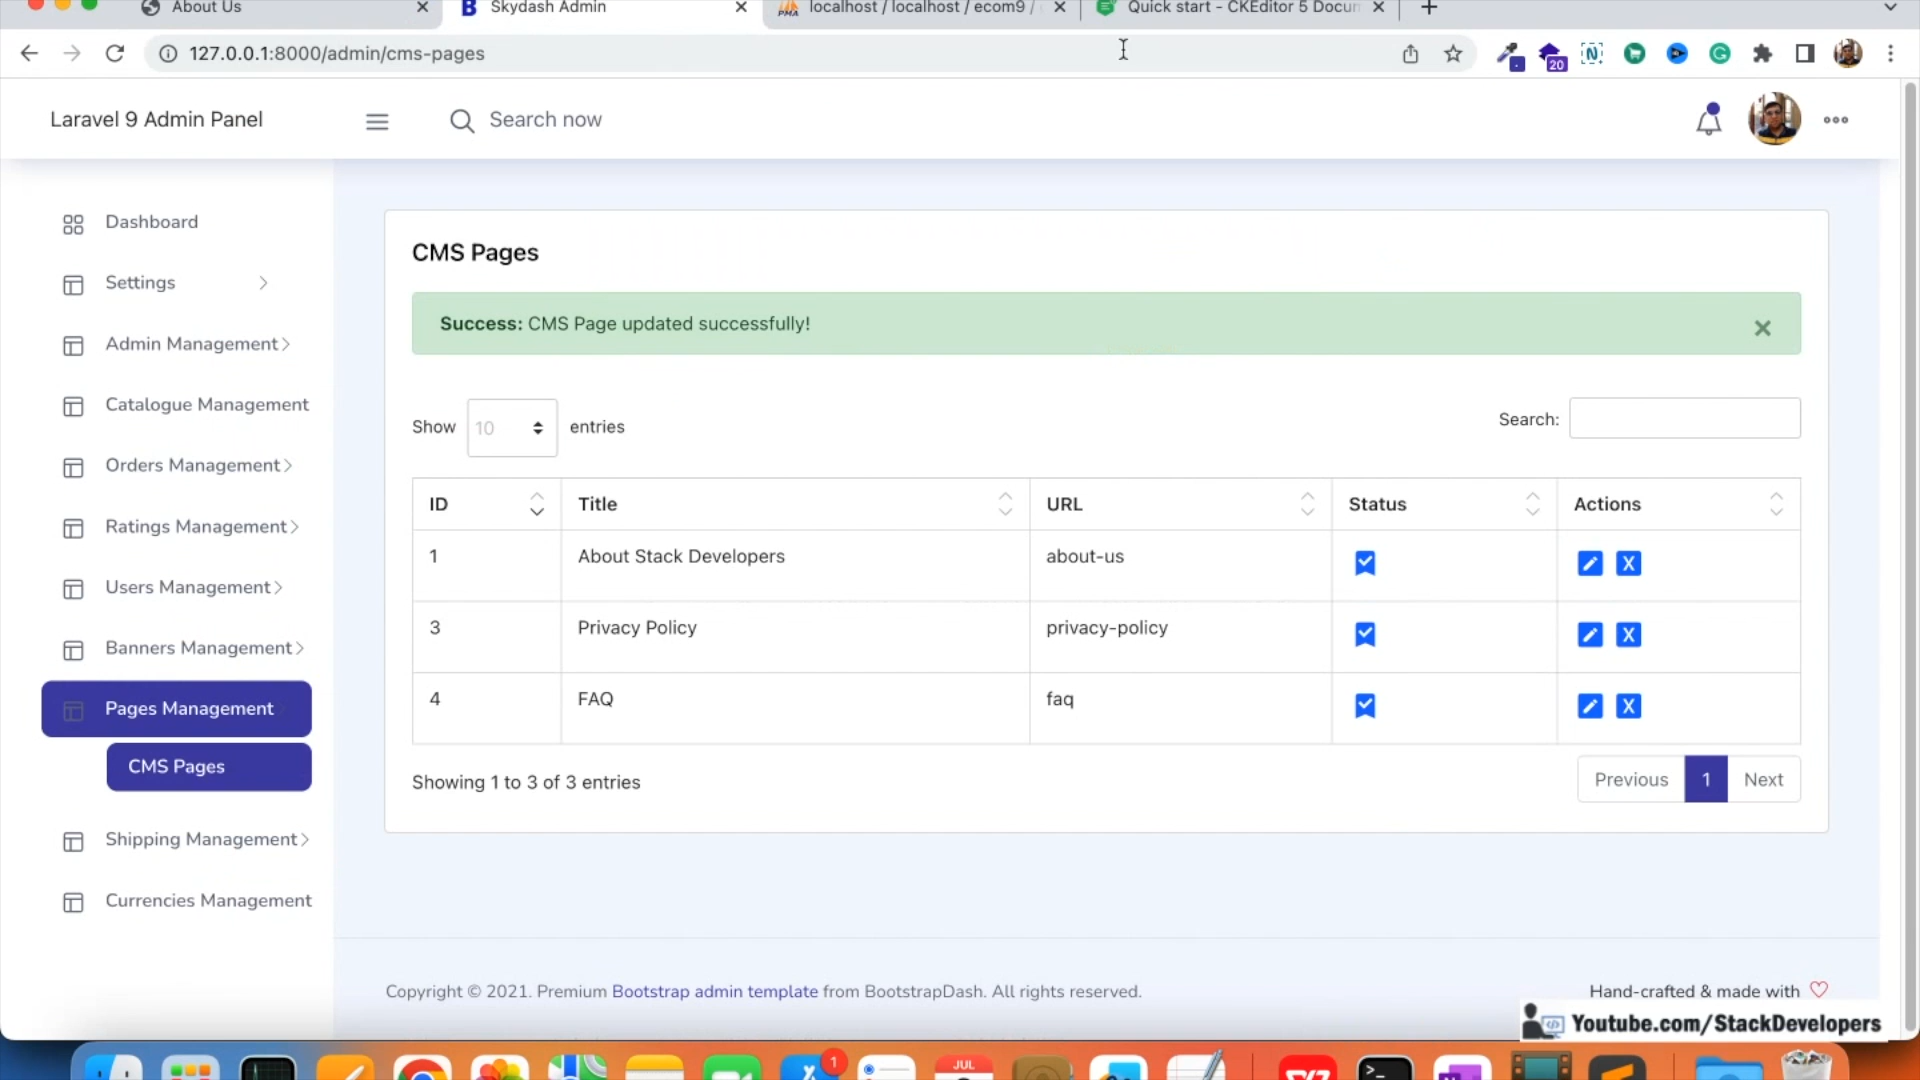 About Us
Skydash Admin
localhost / localhost / ecom9 /
Quick start - CKEditor 5 Docum
127.0.0.1:8000/admin/cms-pages
20
Laravel 9 Admin Panel
Search now
Dashboard
Settings
Admin Management
Catalogue Management
Orders Management
Ratings Management
Users Management
Banners Management
Pages Management
CMS Pages
Shipping Management
Currencies Management
CMS Pages
Success: CMS Page updated successfully!
Show 10 entries
Search:
ID Title URL Status Actions
1 About Stack Developers about-us X
3 Privacy Policy privacy-policy X
4 FAQ faq X
Showing 1 to 3 of 3 entries
Previous 1 Next
Copyright © 2021. Premium Bootstrap admin template from BootstrapDash. All rights reserved.
Hand-crafted & made with
Youtube.com/StackDevelopers
1
JUL